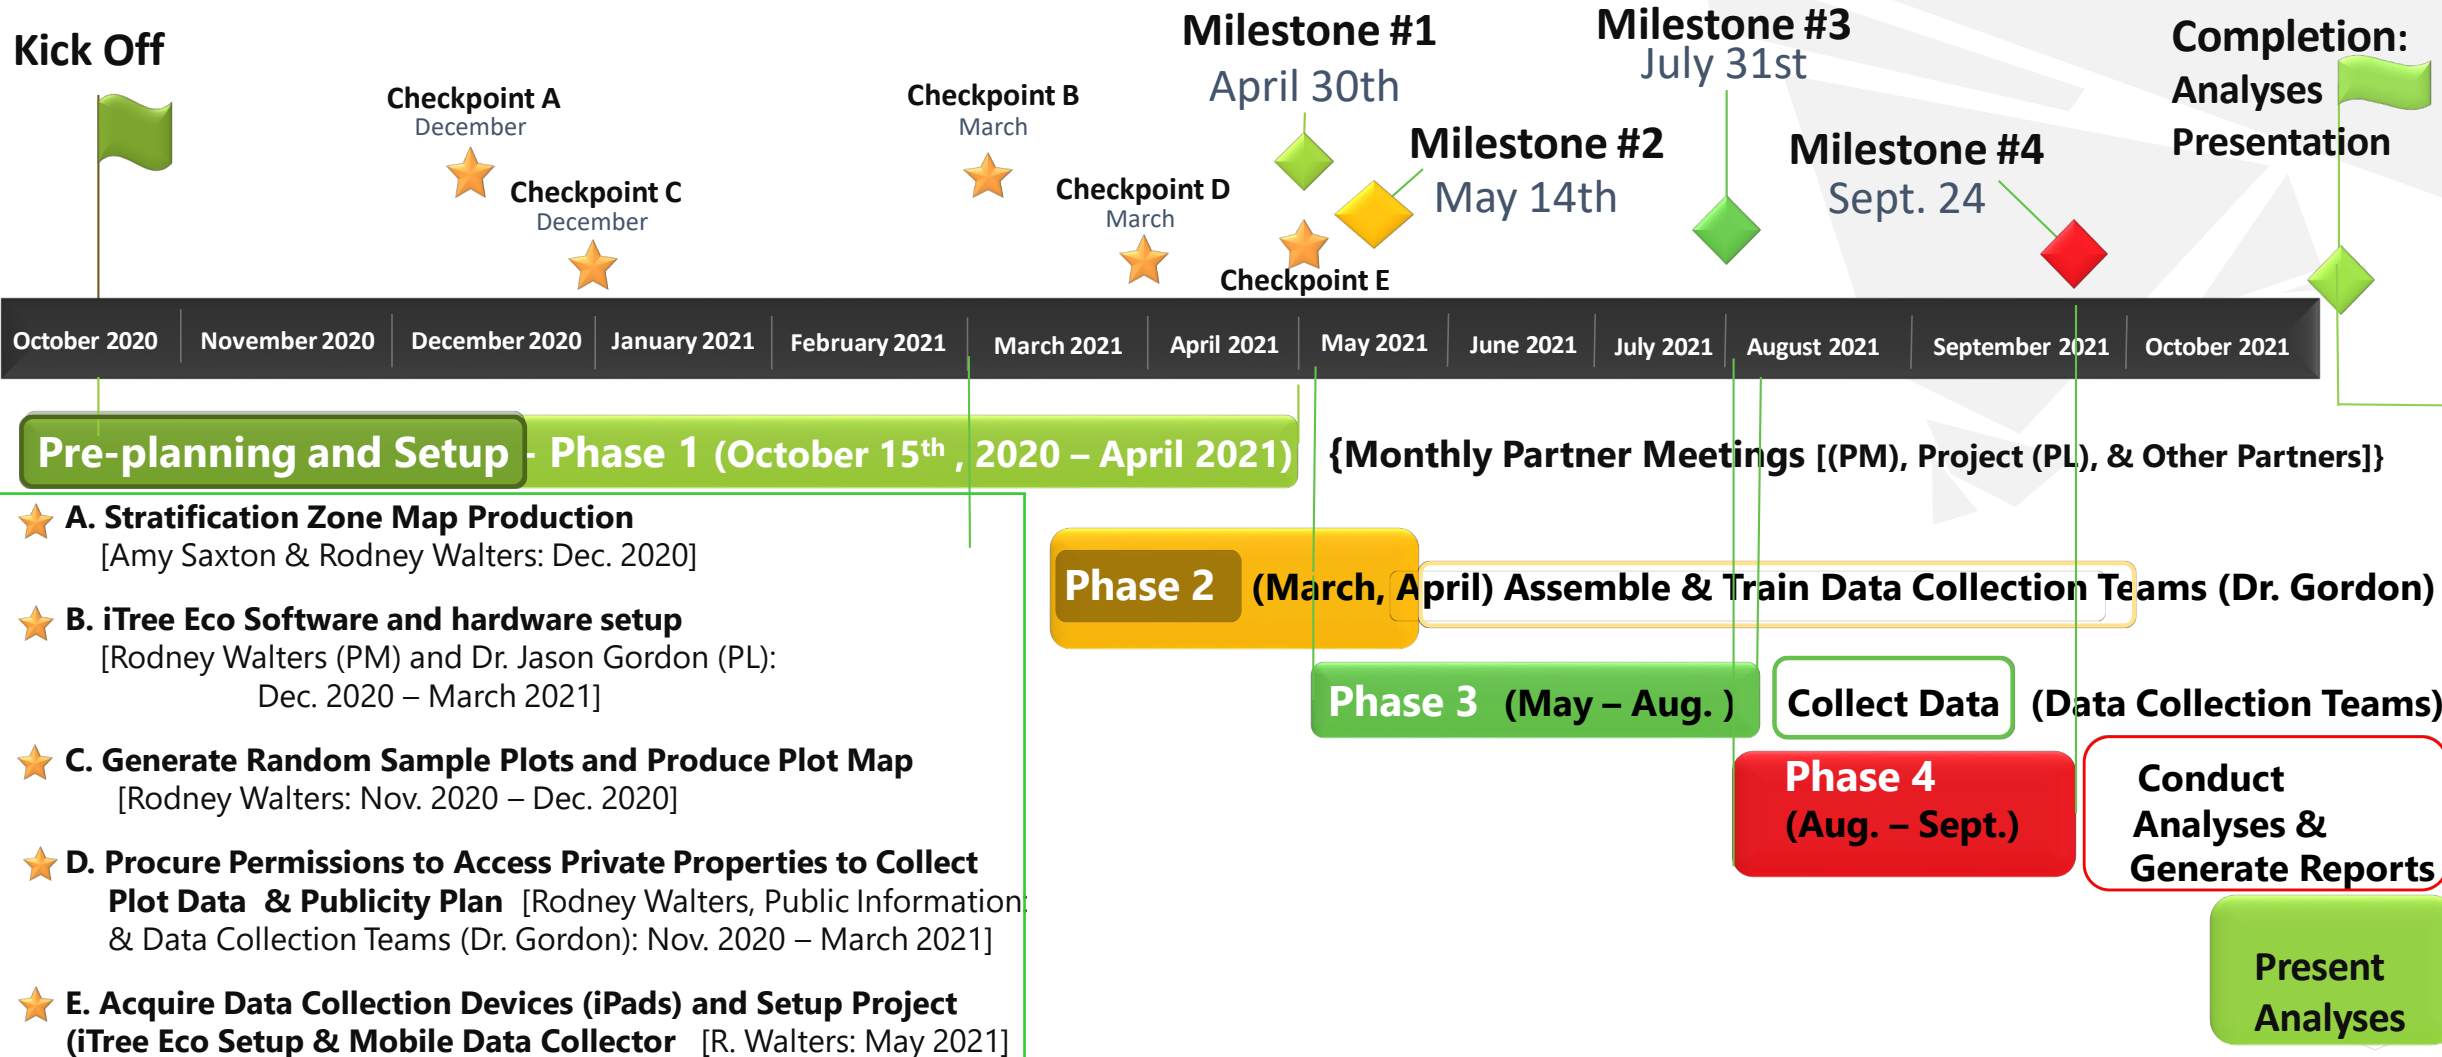 Kick Off
Checkpoint A
December
Checkpoint C
December
Checkpoint B
March
Checkpoint D
March
Milestone #1
April 30th
Checkpoint E
Milestone #2
May 14th
Milestone #3
July 31st
Milestone #4
Sept. 24
Completion:
Analyses
Presentation
October 2020 November 2020 December 2020 January 2021 February 2021 March 2021 April 2021 May 2021 June 2021 July 2021 August 2021 September 2021 October 2021
Pre-planning and Setup - Phase 1 (October 15th , 2020 – April 2021) {Monthly Partner Meetings [(PM), Project (PL), & Other Partners]}
A. Stratification Zone Map Production
[Amy Saxton & Rodney Walters: Dec. 2020]
B. iTree Eco Software and hardware setup
[Rodney Walters (PM) and Dr. Jason Gordon (PL):
Dec. 2020 – March 2021]
C. Generate Random Sample Plots and Produce Plot Map
[Rodney Walters: Nov. 2020 – Dec. 2020]
D. Procure Permissions to Access Private Properties to Collect
Plot Data & Publicity Plan [Rodney Walters, Public Information:
& Data Collection Teams (Dr. Gordon): Nov. 2020 – March 2021]
E. Acquire Data Collection Devices (iPads) and Setup Project
(iTree Eco Setup & Mobile Data Collector [R. Walters: May 2021]
Phase 2 (March, April) Assemble & Train Data Collection Teams (Dr. Gordon)
Phase 3 (May – Aug. ) Collect Data (Data Collection Teams)
Phase 4
(Aug. – Sept.)
Conduct
Analyses &
Generate Reports
Present
Analyses